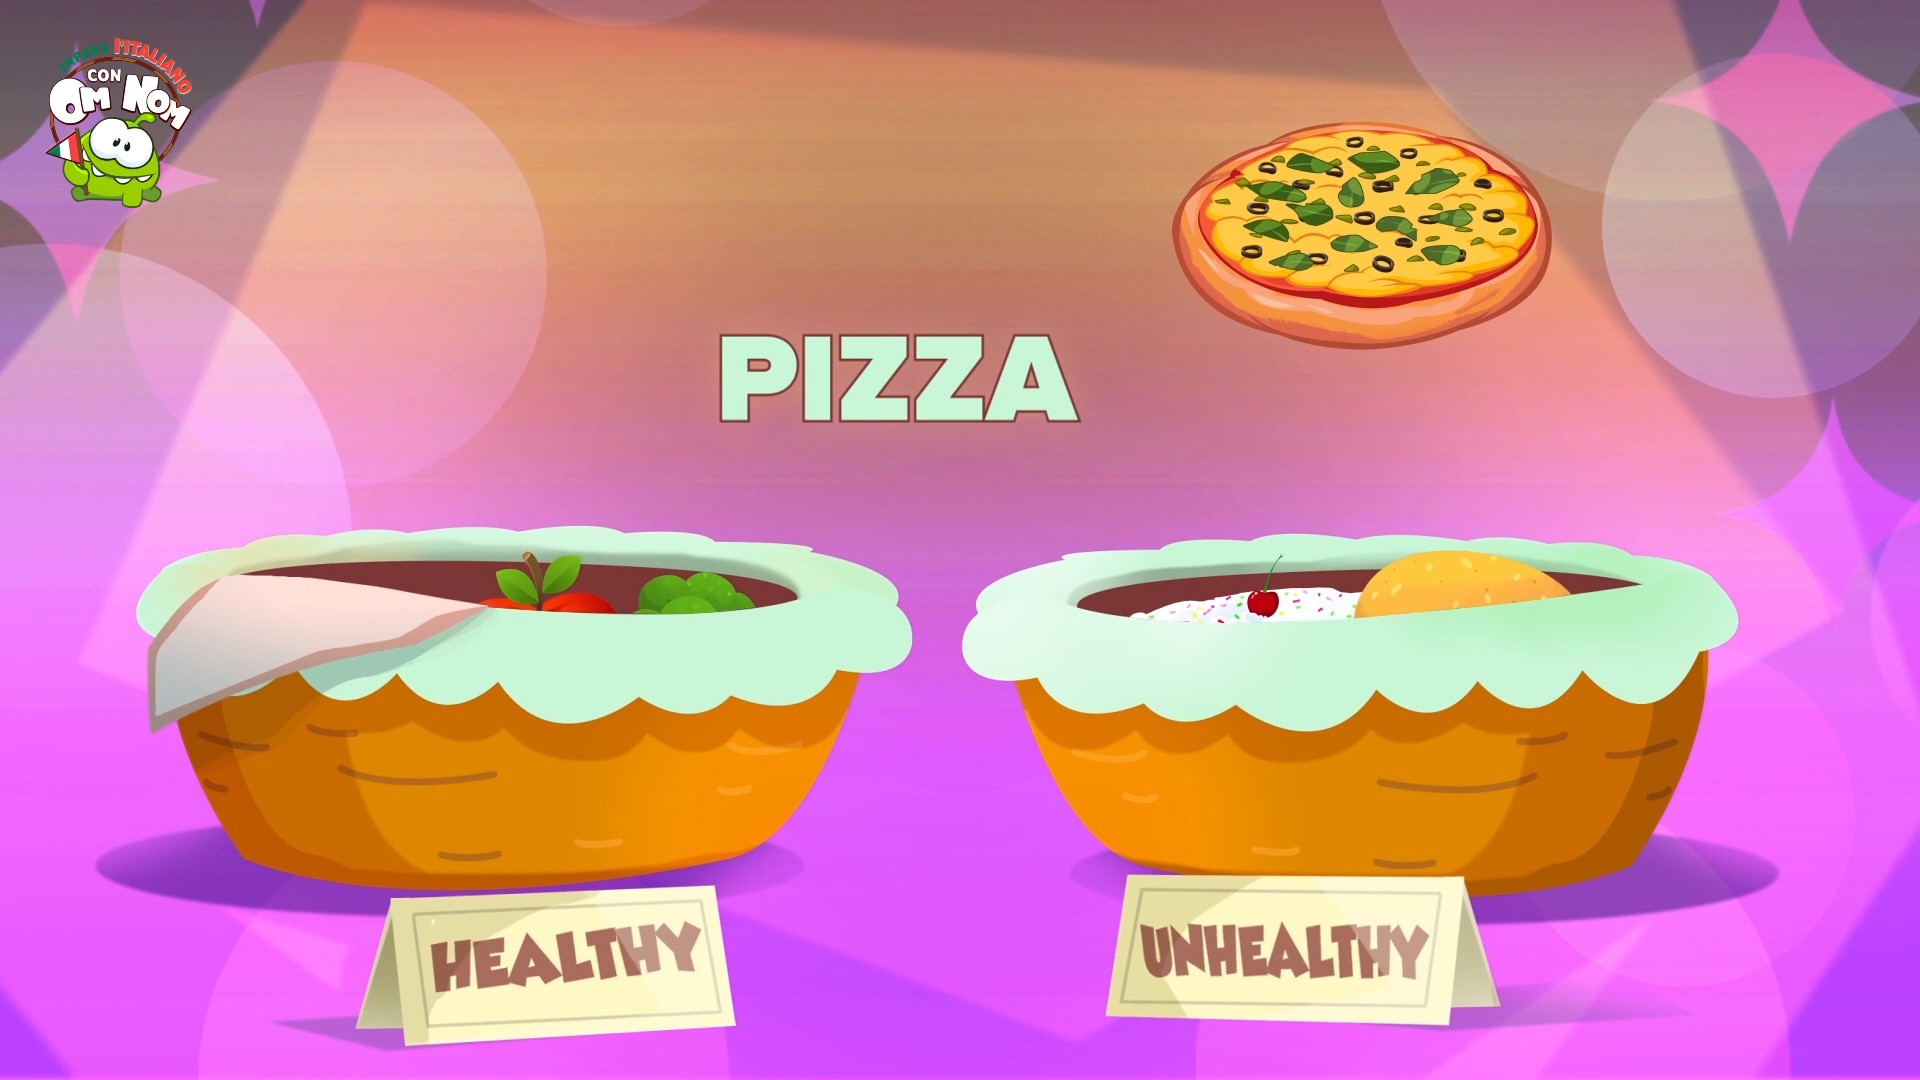 IMPARA L'ITALIANO
CON
OM NOM
PIZZA
HEALTHY
UNHEALTHY